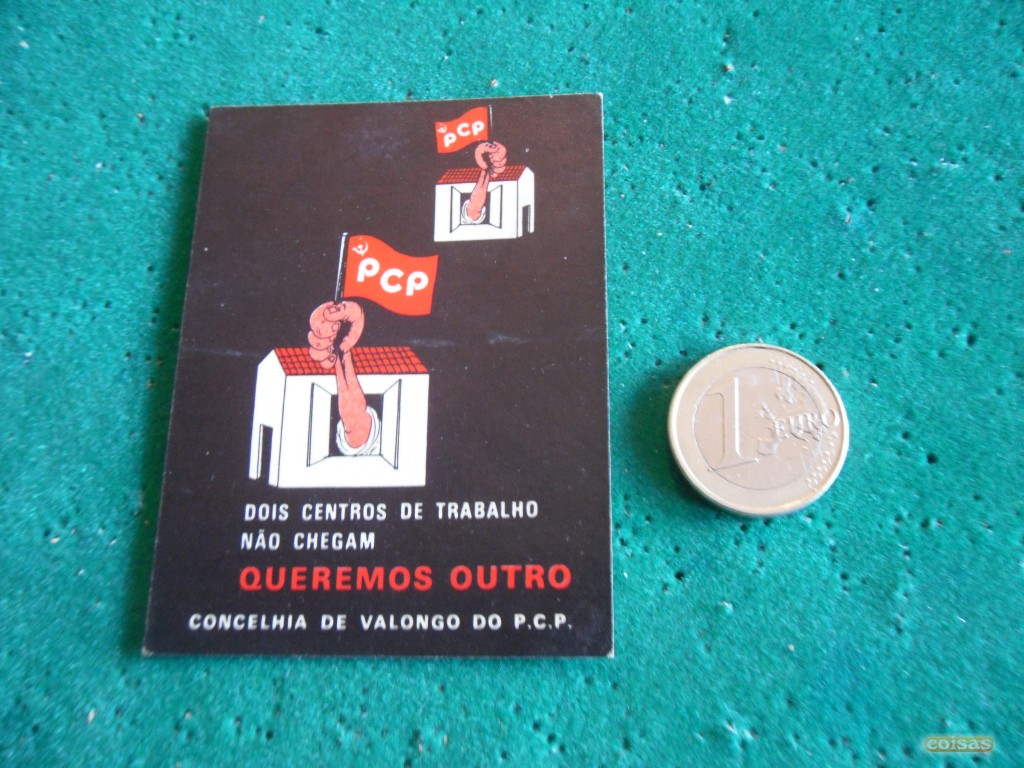 PCP
PCP
DOIS CENTROS DE TRABALHO
NÃO CHEGAM
QUEREMOS OUTRO
CONCELHIA DE VALONGO DO P.C.P.
1 EURO
coisas